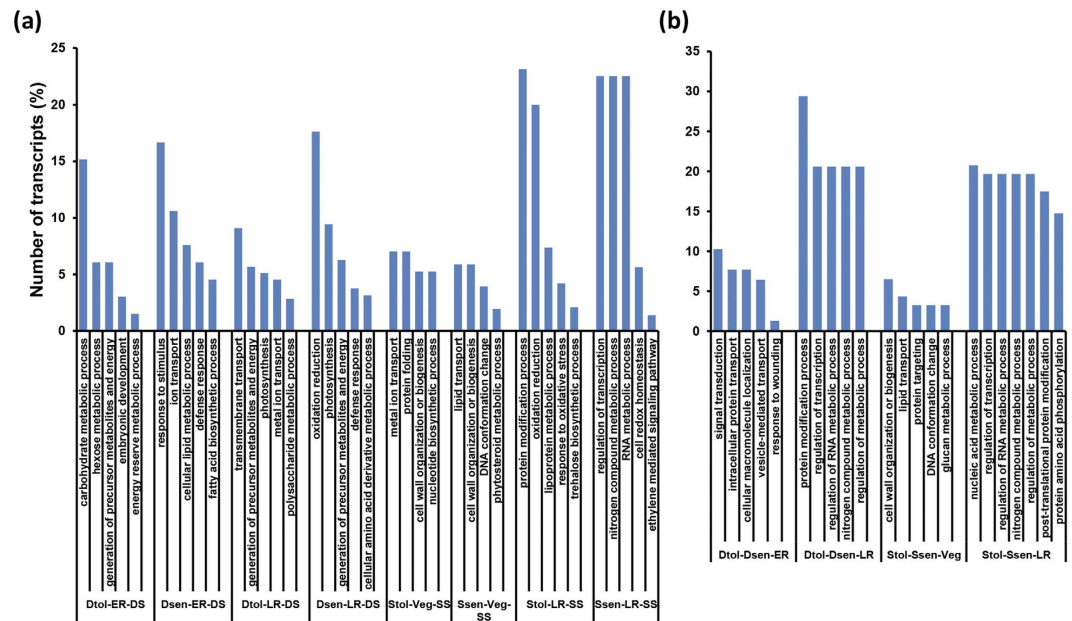 (a)
Number of transcripts (%)
25
20
15
10
5
0
carbohydrate metabolic process
hexose metabolic process
generation of precursor metabolites and energy
embryonic development
energy reserve metabolic process
response to stimulus
ion transport
cellular lipid metabolic process
defense response
fatty acid biosynthetic process
transmembrane transport
generation of precursor metabolites and energy
photosynthesis
metal ion transport
polysaccharide metabolic process
oxidation reduction
photosynthesis
generation of precursor metabolites and energy
defense response
cellular amino acid derivative metabolic process
metal ion transport
protein folding
cell wall organization or biogenesis
nucleotide biosynthetic process
lipid transport
cell wall organization or biogenesis
DNA conformation change
phytosteroid metabolic process
protein modification process
oxidation reduction
lipoprotein metabolic process
response to oxidative stress
trehalose biosynthetic process
regulation of transcription
nitrogen compound metabolic process
RNA metabolic process
cell redox homeostasis
ethylene mediated signaling pathway
Dtol-ER-DS
Dsen-ER-DS
Dtol-LR-DS
Dsen-LR-DS
Stol-Veg-SS
Ssen-Veg-
SS
Stol-LR-SS
Ssen-LR-SS
(b)
35
30
25
20
15
10
5
0
signal transduction
intracellular protein transport
cellular macromolecule localization
vesicle-mediated transport
response to wounding
protein modification process
regulation of transcription
regulation of RNA metabolic process
nitrogen compound metabolic process
regulation of metabolic process
cell wall organization or biogenesis
lipid transport
protein targeting
DNA conformation change
glucan metabolic process
nucleic acid metabolic process
regulation of transcription
regulation of RNA metabolic process
nitrogen compound metabolic process
regulation of metabolic process
post-translational protein modification
protein amino acid phosphorylation
Dtol-Dsen-ER
Dtol-Dsen-LR
Stol-Ssen-Veg
Stol-Ssen-LR